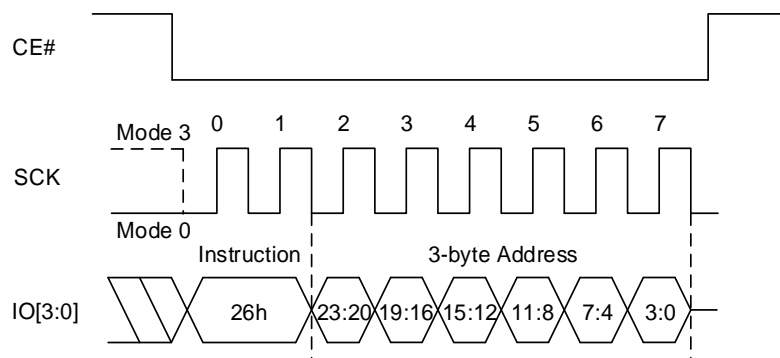 CE#
Mode 3
0 1 2 3 4 5 6 7
SCK
Mode 0
Instruction 3-byte Address
IO[3:0] 26h 23:20 19:16 15:12 11:8 7:4 3:0